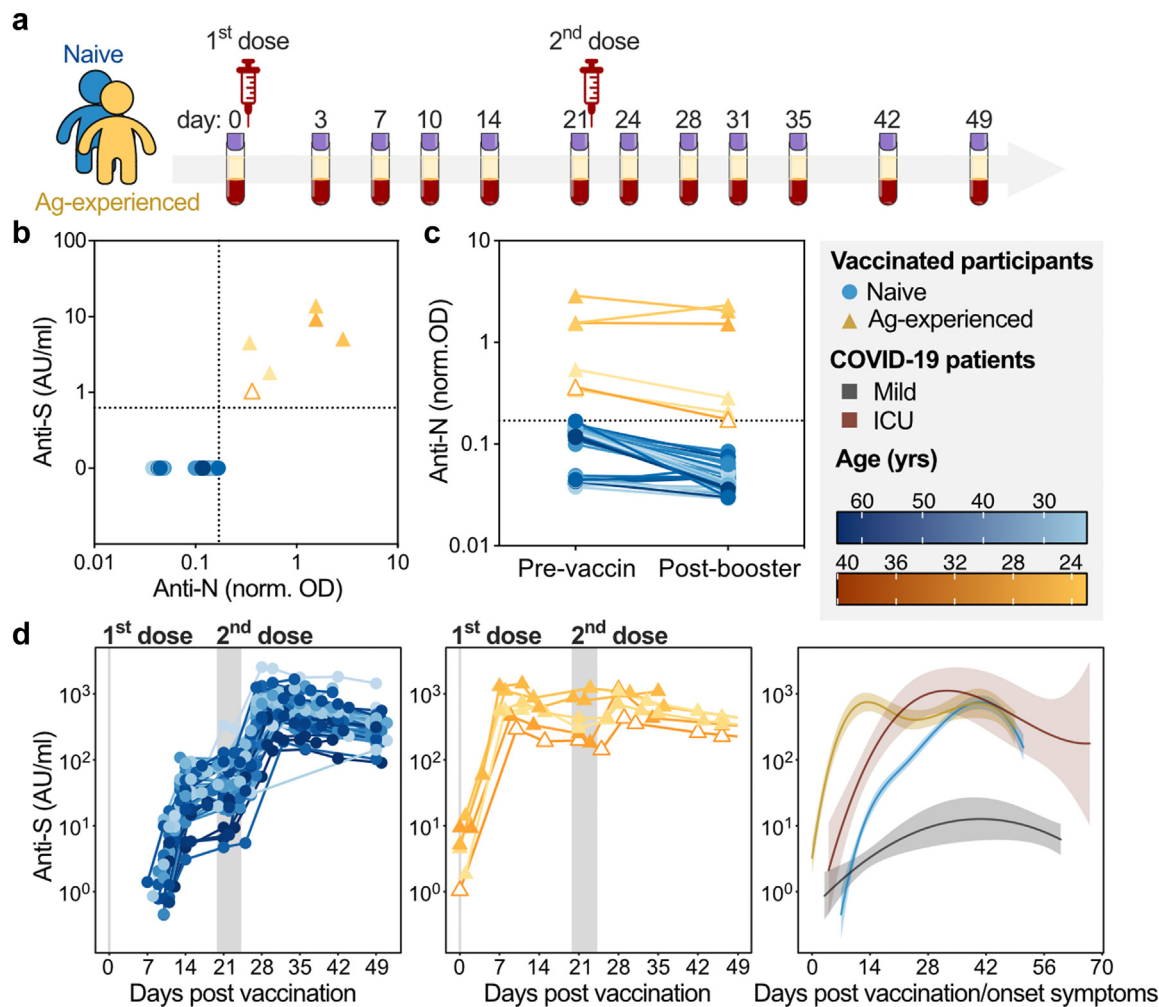 a
Naive
Ag-experienced
1st dose
2nd dose
day: 0 3 7 10 14 21 24 28 31 35 42 49
b
Anti-S (AU/ml)
100
10
1
0
0.01 0.1 1 10
Anti-N (norm. OD)
c
Anti-N (norm.OD)
10
1
0.1
0.01
Pre-vaccin Post-booster
Vaccinated participants
Naive
Ag-experienced
COVID-19 patients
Mild
ICU
Age (yrs)
60 50 40 30
40 36 32 28 24
d
1st dose 2nd dose
Anti-S (AU/ml)
10³
10²
10¹
10⁰
0 7 14 21 28 35 42 49
Days post vaccination
1st dose 2nd dose
10³
10²
10¹
10⁰
0 7 14 21 28 35 42 49
Days post vaccination
10³
10²
10¹
10⁰
0 14 28 42 56 70
Days post vaccination/onset symptoms